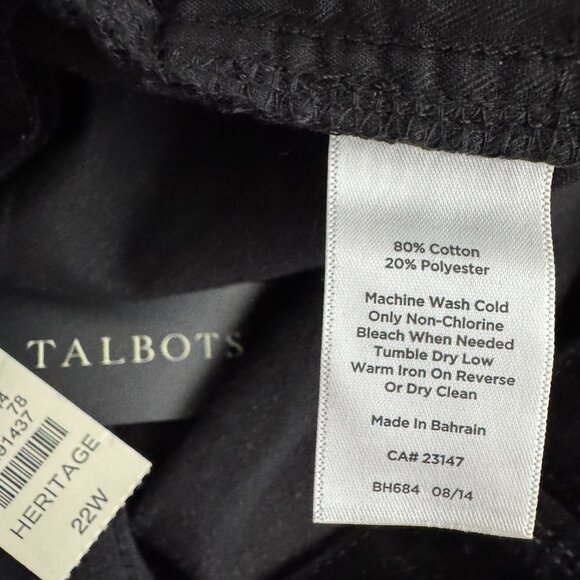 80% Cotton
20% Polyester
Machine Wash Cold
Only Non-Chlorine
Bleach When Needed
Tumble Dry Low
Warm Iron On Reverse
Or Dry Clean
Made In Bahrain
CA# 23147
BH684 08/14
TALBOTS
78
HERITAGE
22W